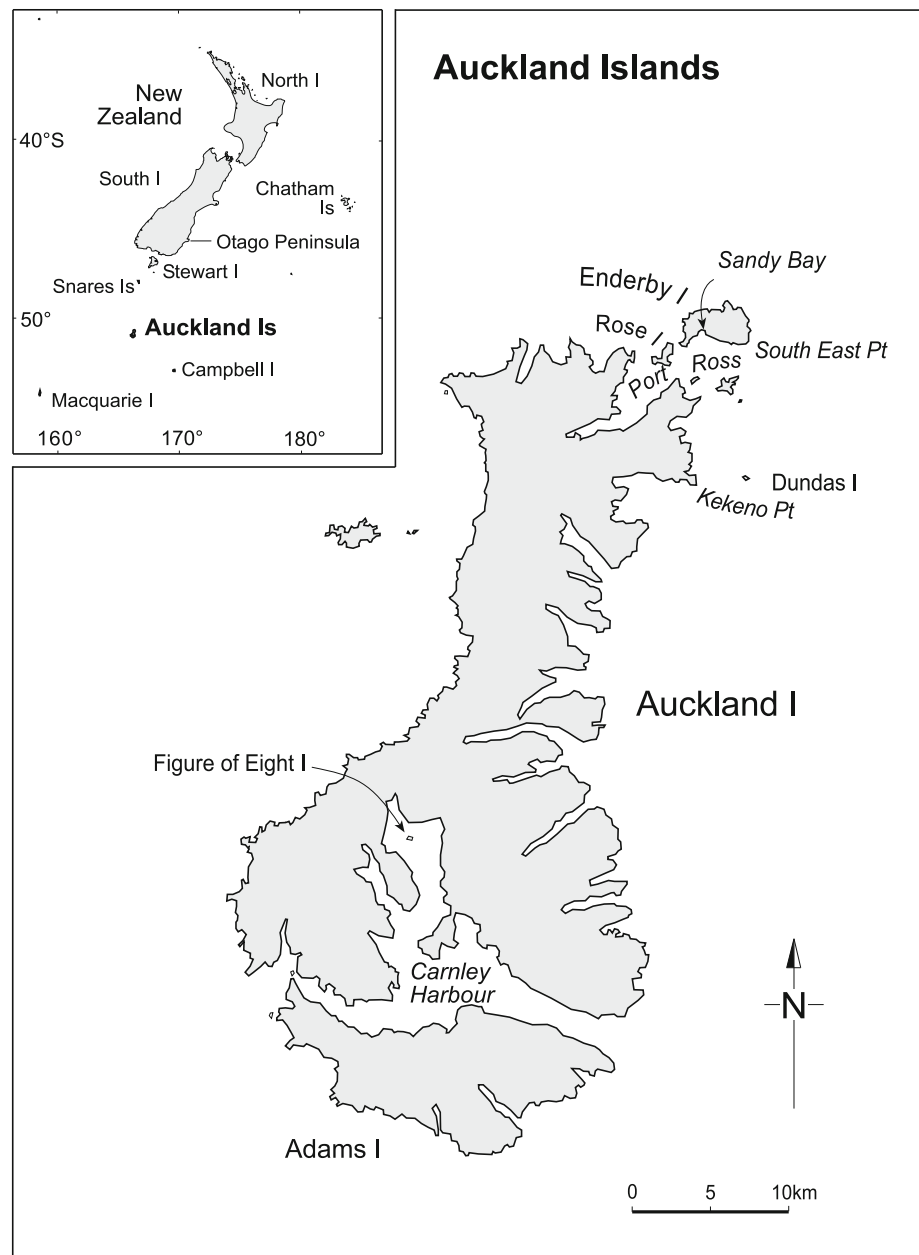 Auckland Islands
North I
New
Zealand
40°S
South I
Chatham
Is
Otago Peninsula
Stewart I
Snares Is
50°
Auckland Is
Campbell I
Macquarie I
160°
170°
180°
Sandy Bay
Enderby I
Rose I
South East Pt
Port Ross
Dundas I
Kekeno Pt
Auckland I
Figure of Eight I
Carnley
Harbour
N
Adams I
0 5 10km